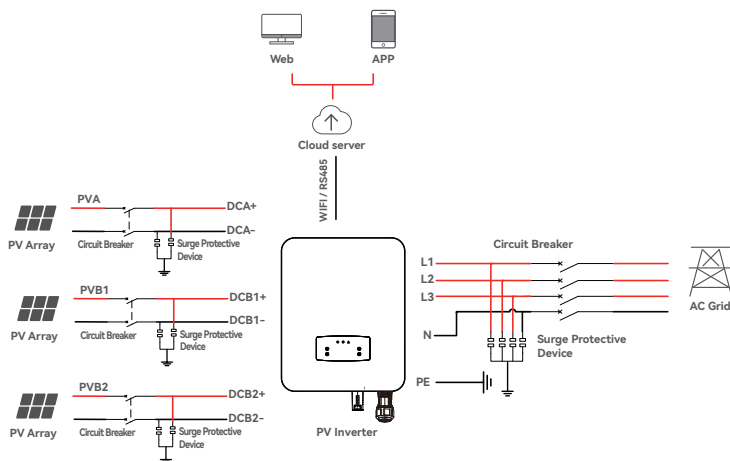 Web
APP
Cloud server
WIFI / RS485
PVA
DCA+
DCA-
PV Array
Circuit Breaker
Surge Protective
Device
PVB1
DCB1+
DCB1-
PV Array
Circuit Breaker
Surge Protective
Device
PVB2
DCB2+
DCB2-
PV Array
Circuit Breaker
Surge Protective
Device
PV Inverter
Circuit Breaker
L1
L2
L3
N
PE
AC Grid
Surge Protective
Device